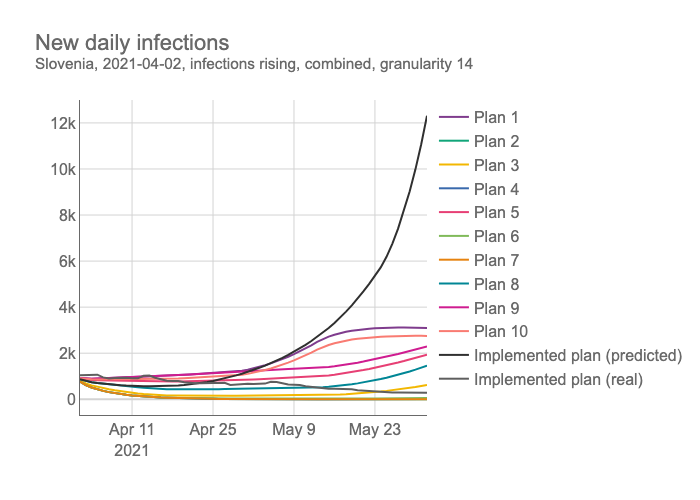 New daily infections
Slovenia, 2021-04-02, infections rising, combined, granularity 14
12k
10k
8k
6k
4k
2k
0
Apr 11
2021
Apr 25
May 9
May 23
Plan 1
Plan 2
Plan 3
Plan 4
Plan 5
Plan 6
Plan 7
Plan 8
Plan 9
Plan 10
Implemented plan (predicted)
Implemented plan (real)